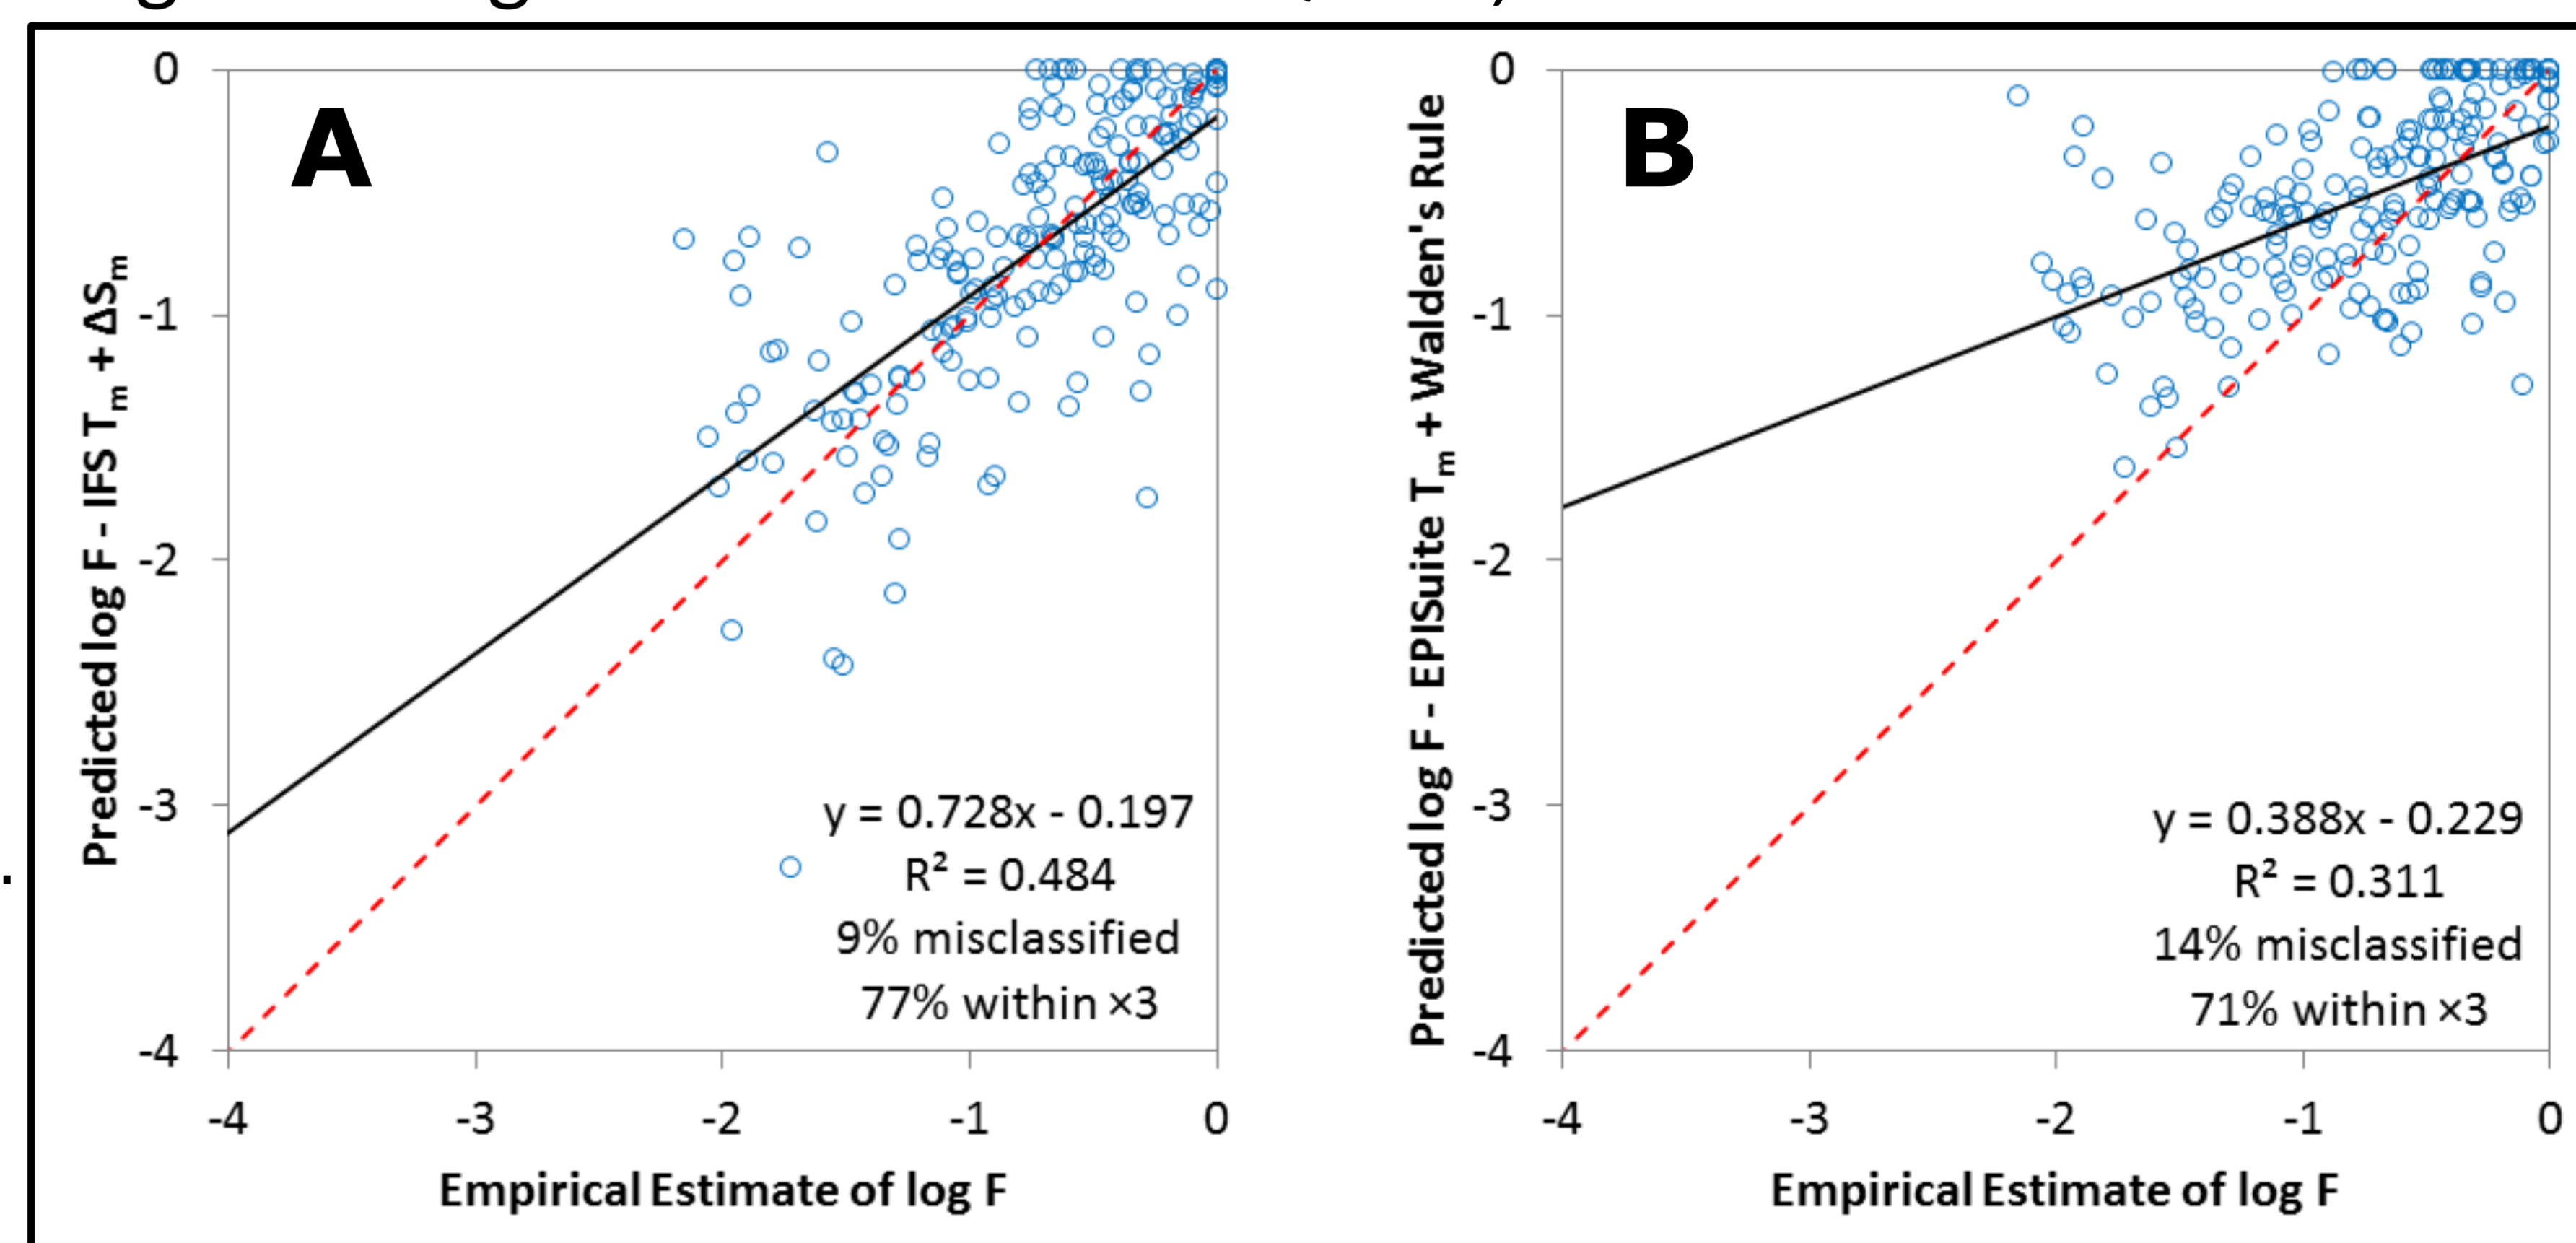 A
0
-1
-2
-3
-4
Predicted log F - IFS Tm + ΔSm
y = 0.728x - 0.197
R² = 0.484
9% misclassified
77% within ×3
-4 -3 -2 -1 0
Empirical Estimate of log F
B
0
-1
-2
-3
-4
Predicted log F - EPISuite Tm + Walden's Rule
y = 0.388x - 0.229
R² = 0.311
14% misclassified
71% within ×3
-4 -3 -2 -1 0
Empirical Estimate of log F